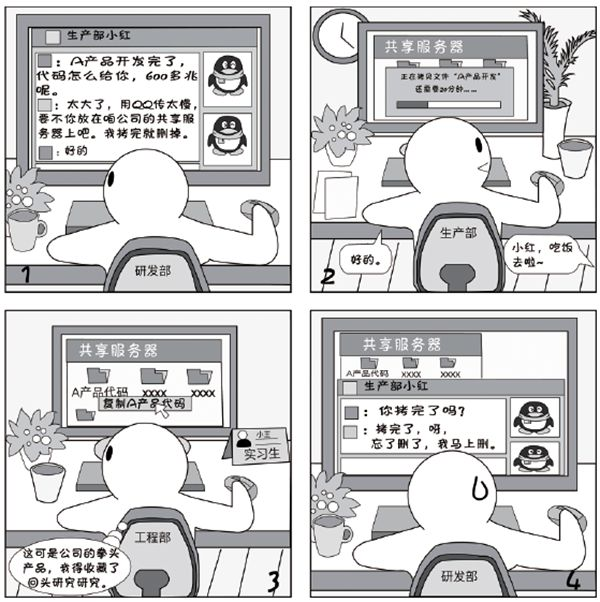 生产部小红
：A产品开发完了，
代码怎么给你，600多兆
呢。
：太大了，用QQ传太慢，
要不你放在咱公司的共享服
务器上吧。我拷完就删掉。
：好的
研发部
1
共享服务器
正在拷贝文件“A产品开发”
还需要20分钟……
生产部
好的。
小红，吃饭
去啦~
2
共享服务器
A产品代码 xxxx xxxx
复制A产品代码
小王
实习生
工程部
这可是公司的拳头
产品，我得收藏了
回头研究研究。
3
共享服务器
A产品代码 xxxx xxxx
生产部小红
：你拷完了吗？
：拷完了，呀，
忘了删了，我马上删。
研发部
4